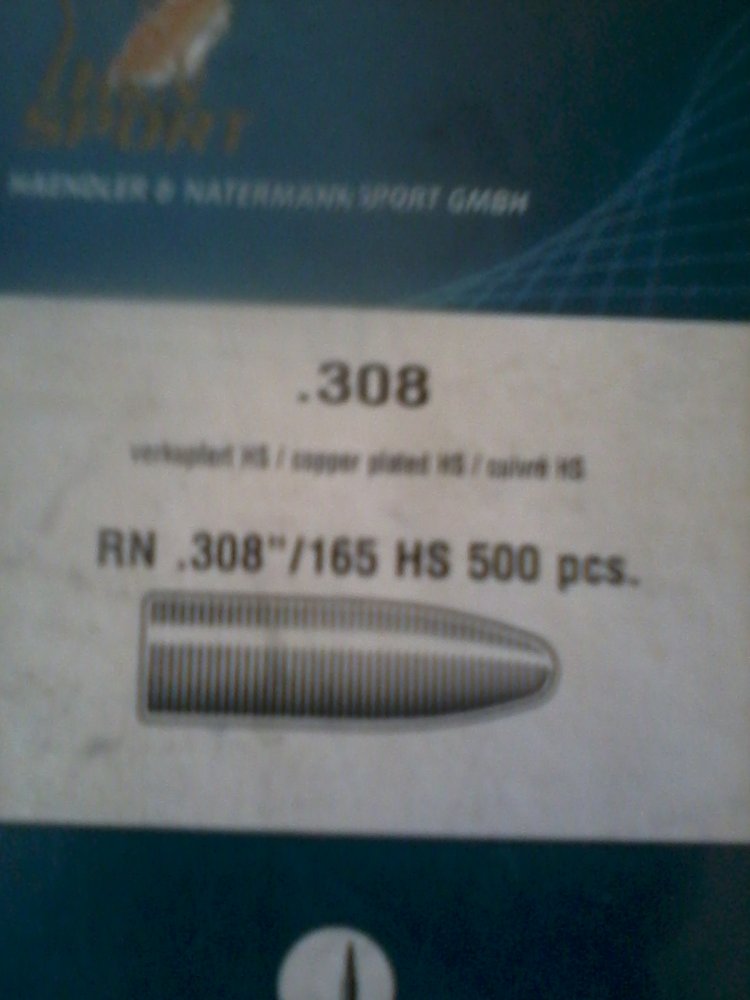 SPORT
HAENDLER & NATERMANN SPORT GMBH
.308
verkupfert HS / copper plated HS / cuivré HS
RN .308"/165 HS 500 pcs.